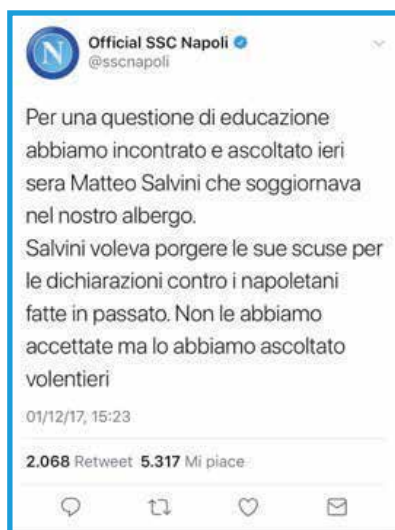 N
Official SSC Napoli
@sscnapoli
Per una questione di educazione
abbiamo incontrato e ascoltato ieri
sera Matteo Salvini che soggiornava
nel nostro albergo.
Salvini voleva porgere le sue scuse per
le dichiarazioni contro i napoletani
fatte in passato. Non le abbiamo
accettate ma lo abbiamo ascoltato
volentieri
01/12/17, 15:23
2.068 Retweet 5.317 Mi piace